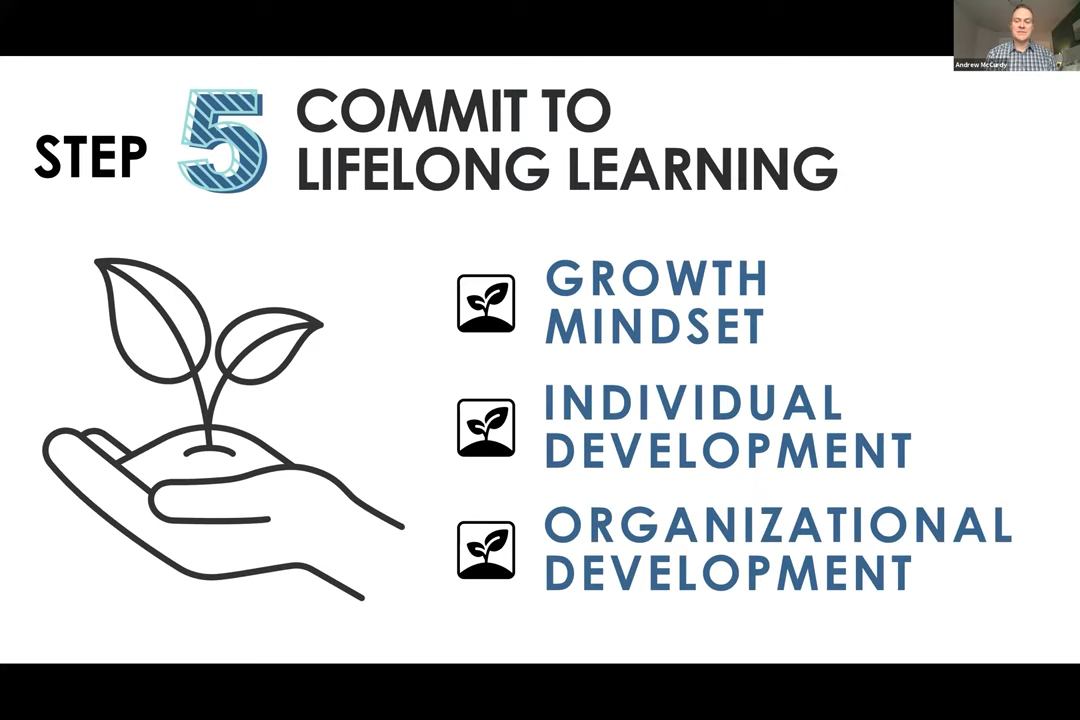 Andrew McCurdy
STEP 5
COMMIT TO
LIFELONG LEARNING
GROWTH
MINDSET
INDIVIDUAL
DEVELOPMENT
ORGANIZATIONAL
DEVELOPMENT